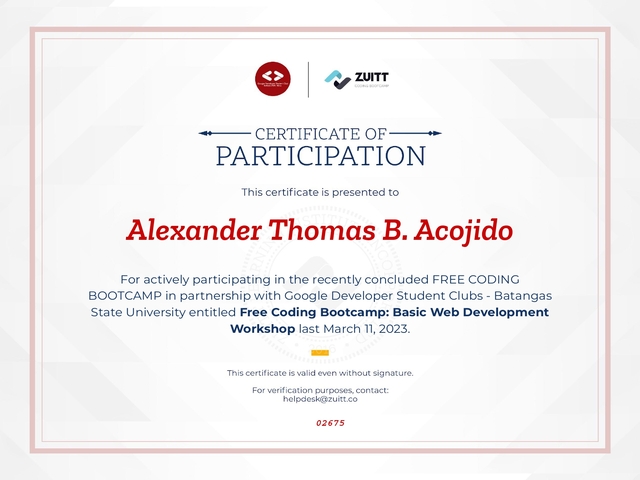 ZUITT
CODING BOOTCAMP
CERTIFICATE OF
PARTICIPATION
This certificate is presented to
Alexander Thomas B. Acojido
For actively participating in the recently concluded FREE CODING
BOOTCAMP in partnership with Google Developer Student Clubs - Batangas
State University entitled Free Coding Bootcamp: Basic Web Development
Workshop last March 11, 2023.
This certificate is valid even without signature.
For verification purposes, contact:
helpdesk@zuitt.co
02675